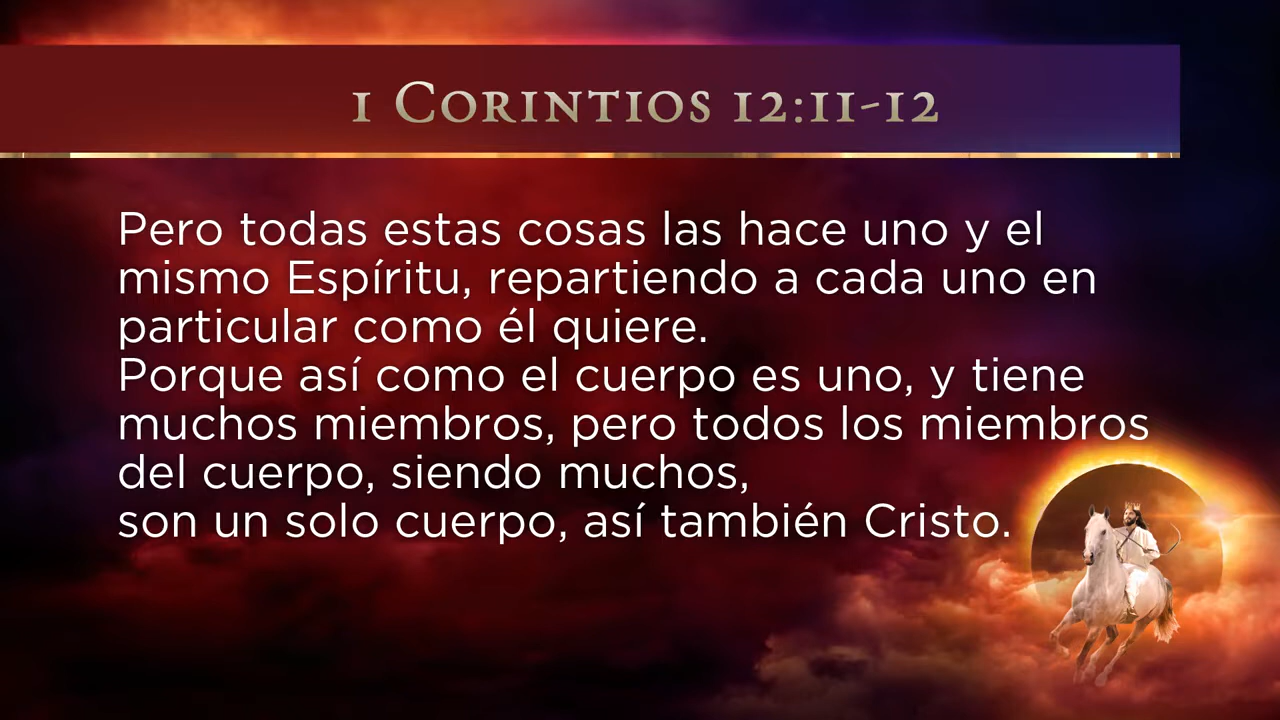 1 Corintios 12:11-12
Pero todas estas cosas las hace uno y el
mismo Espíritu, repartiendo a cada uno en
particular como él quiere.
Porque así como el cuerpo es uno, y tiene
muchos miembros, pero todos los miembros
del cuerpo, siendo muchos,
son un solo cuerpo, así también Cristo.